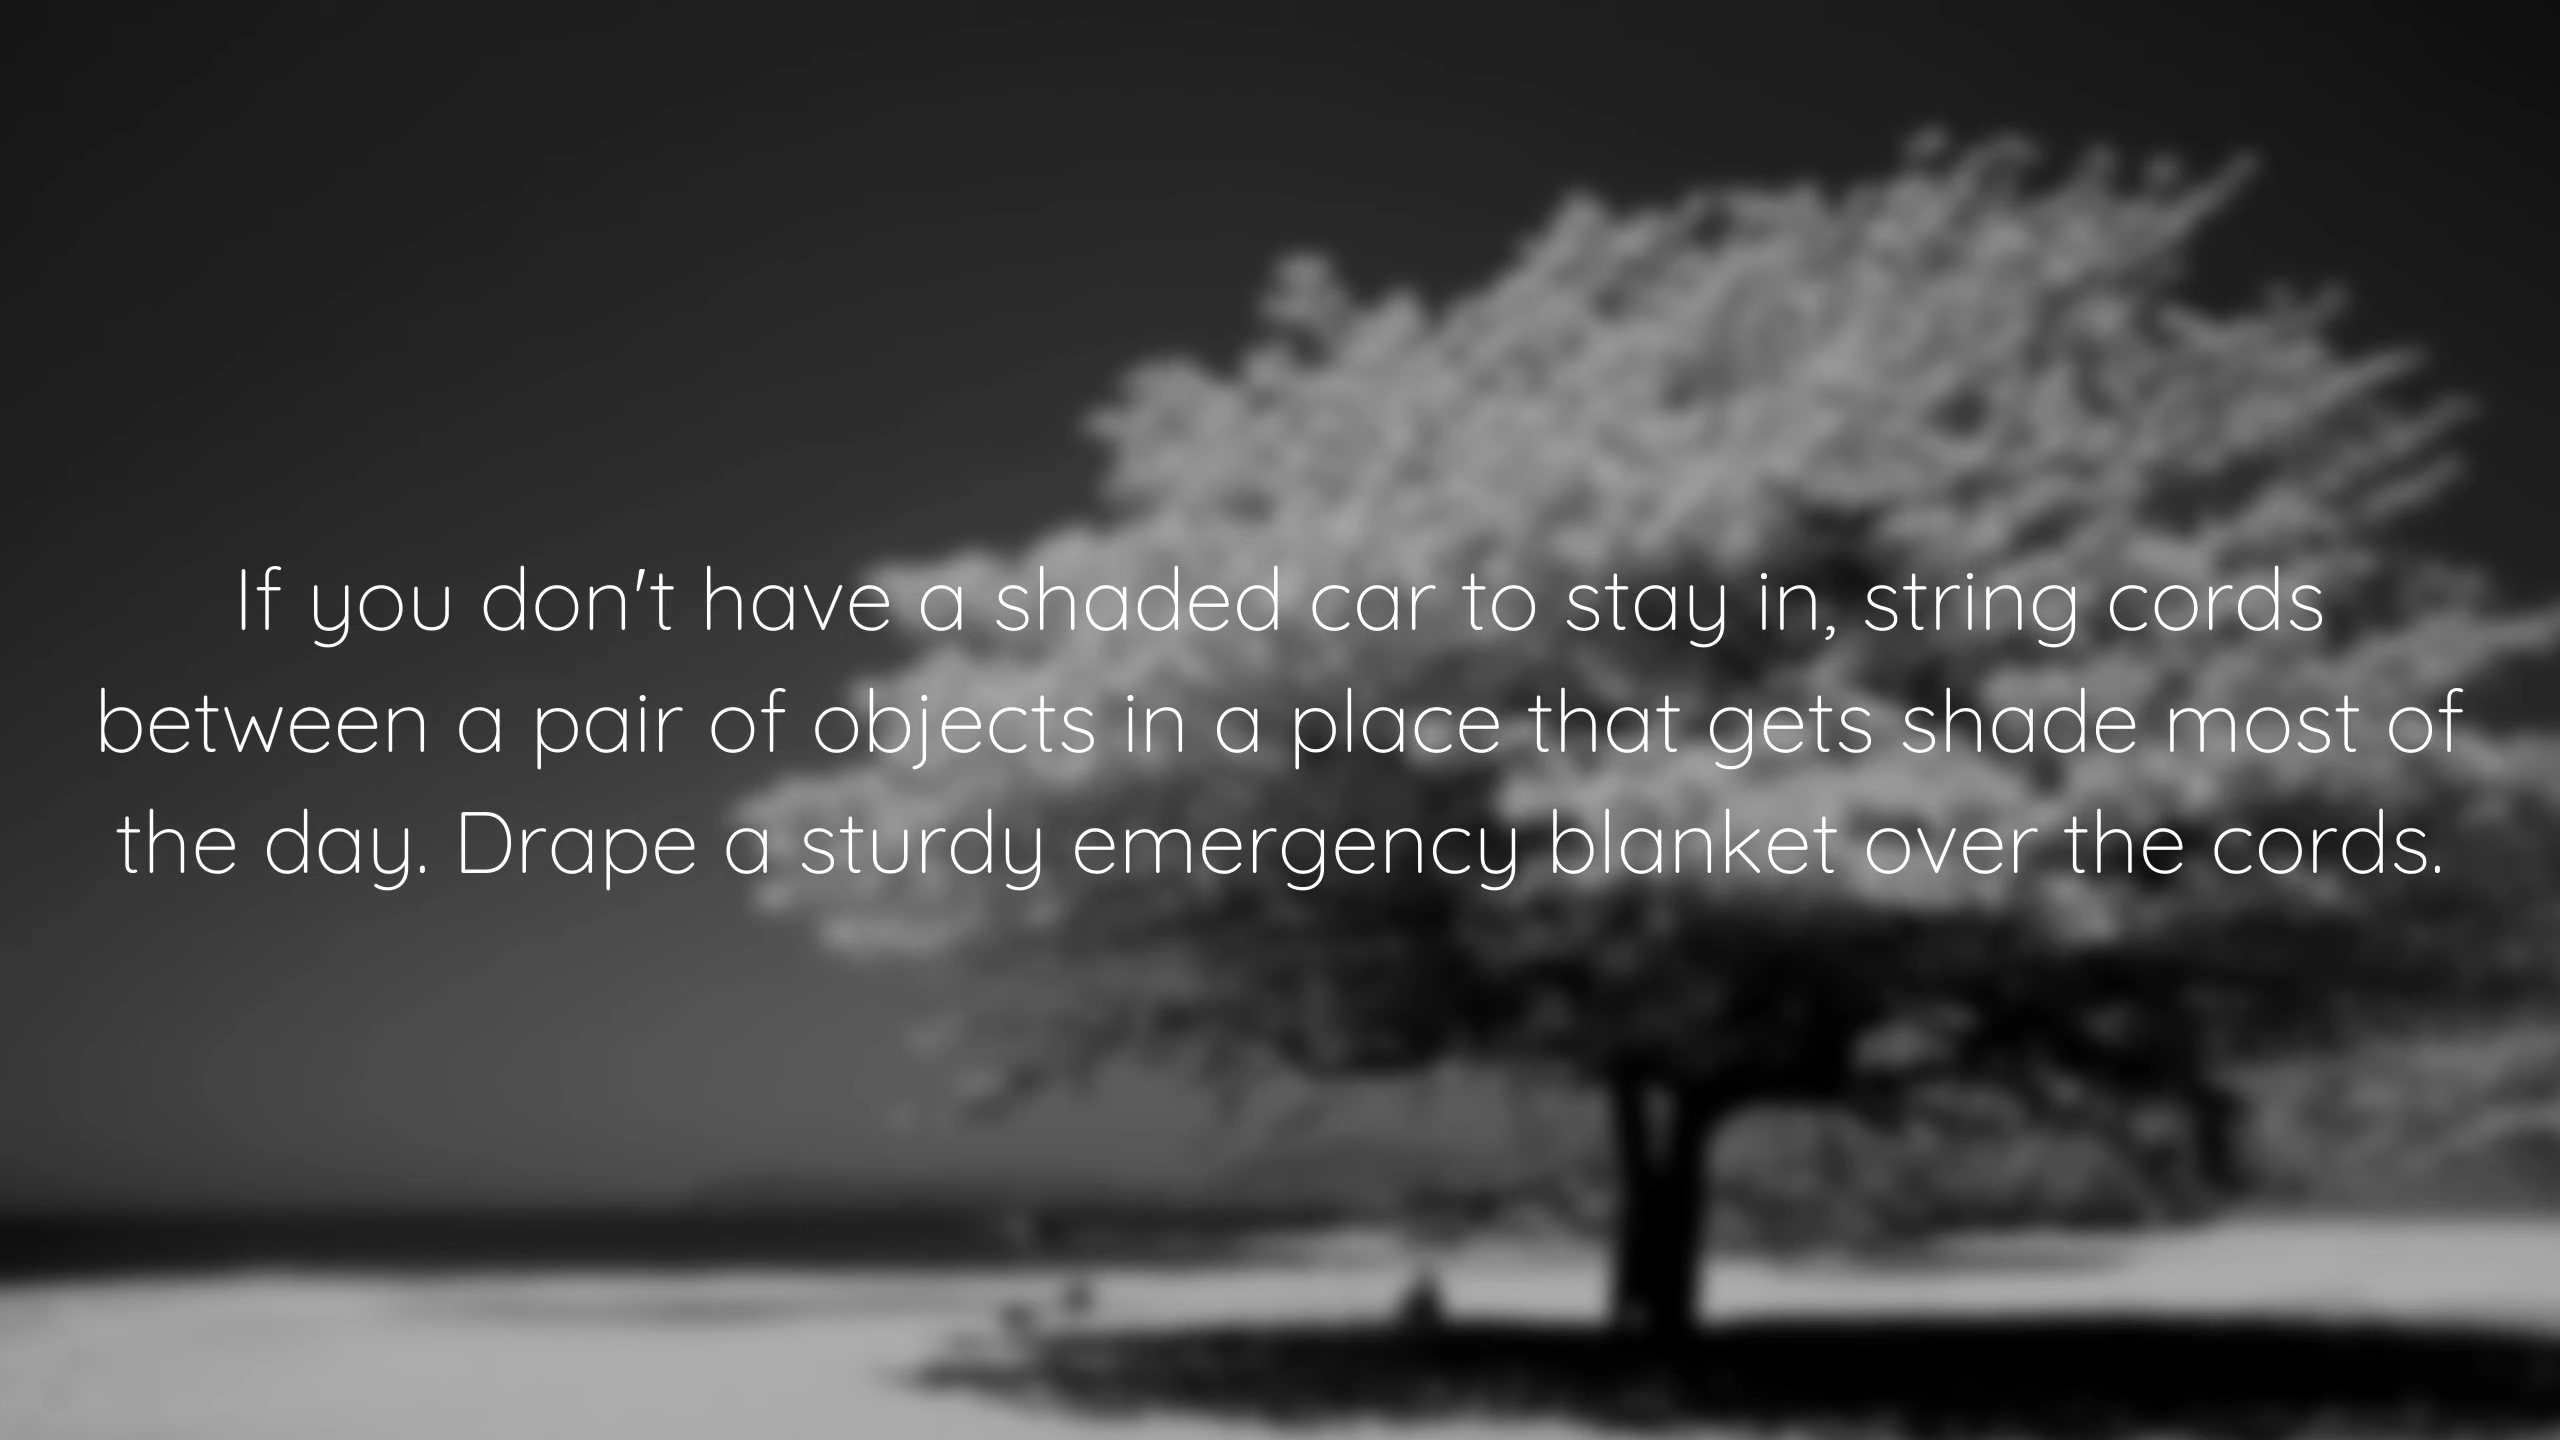 If you don't have a shaded car to stay in, string cords
between a pair of objects in a place that gets shade most of
the day. Drape a sturdy emergency blanket over the cords.